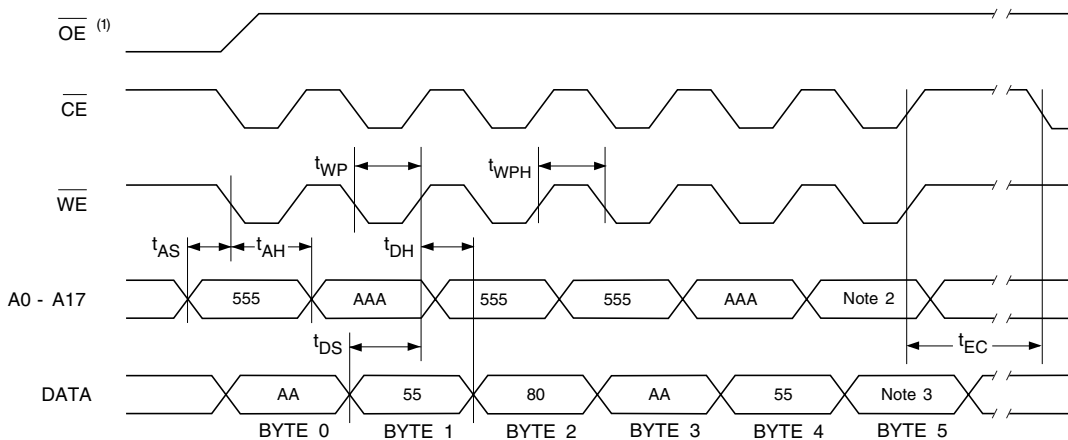 OE (1)
CE
tWP
tWPH
WE
tAS
tAH
tDH
A0 - A17
555
AAA
555
555
AAA
Note 2
tDS
tEC
DATA
AA
55
80
AA
55
Note 3
BYTE 0
BYTE 1
BYTE 2
BYTE 3
BYTE 4
BYTE 5